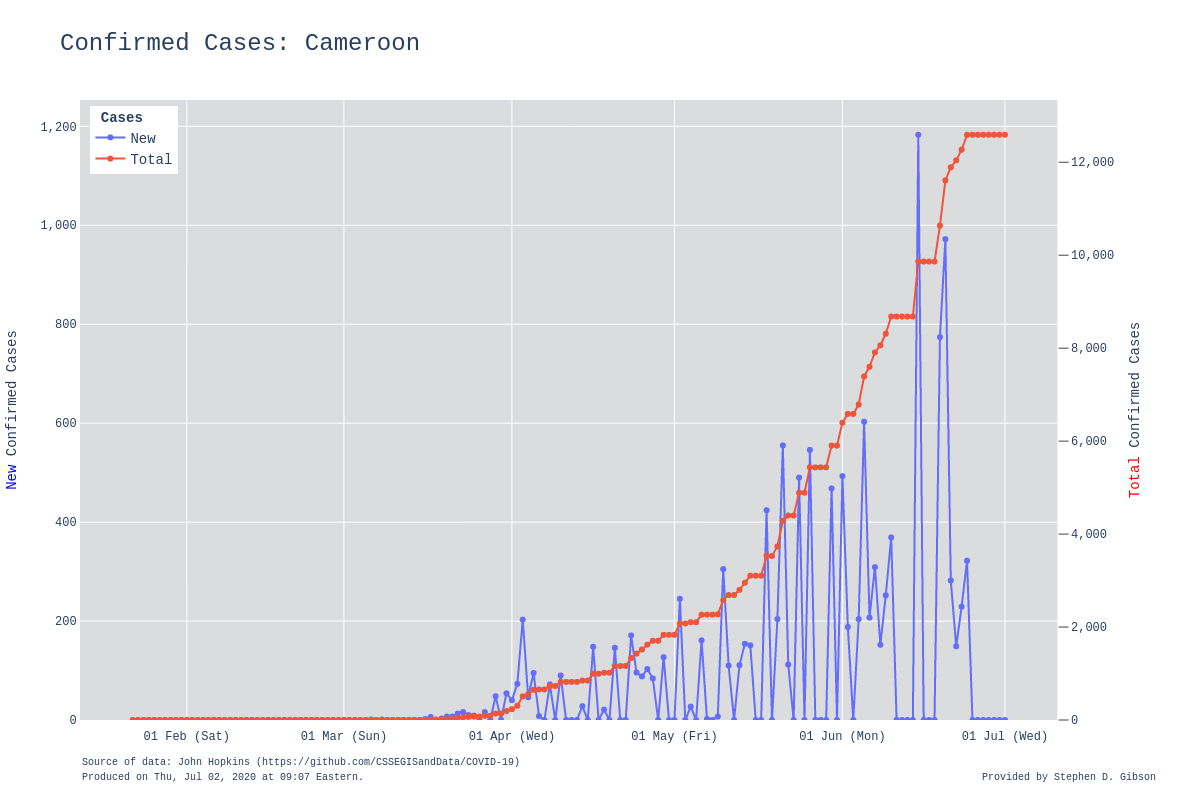 Confirmed Cases: Cameroon
Cases
New
Total
1,200
1,000
800
600
400
200
0
12,000
10,000
8,000
6,000
4,000
2,000
0
New Confirmed Cases
Total Confirmed Cases
01 Feb (Sat)
01 Mar (Sun)
01 Apr (Wed)
01 May (Fri)
01 Jun (Mon)
01 Jul (Wed)
Source of data: John Hopkins (https://github.com/CSSEGISandData/COVID-19)
Produced on Thu, Jul 02, 2020 at 09:07 Eastern.
Provided by Stephen D. Gibson